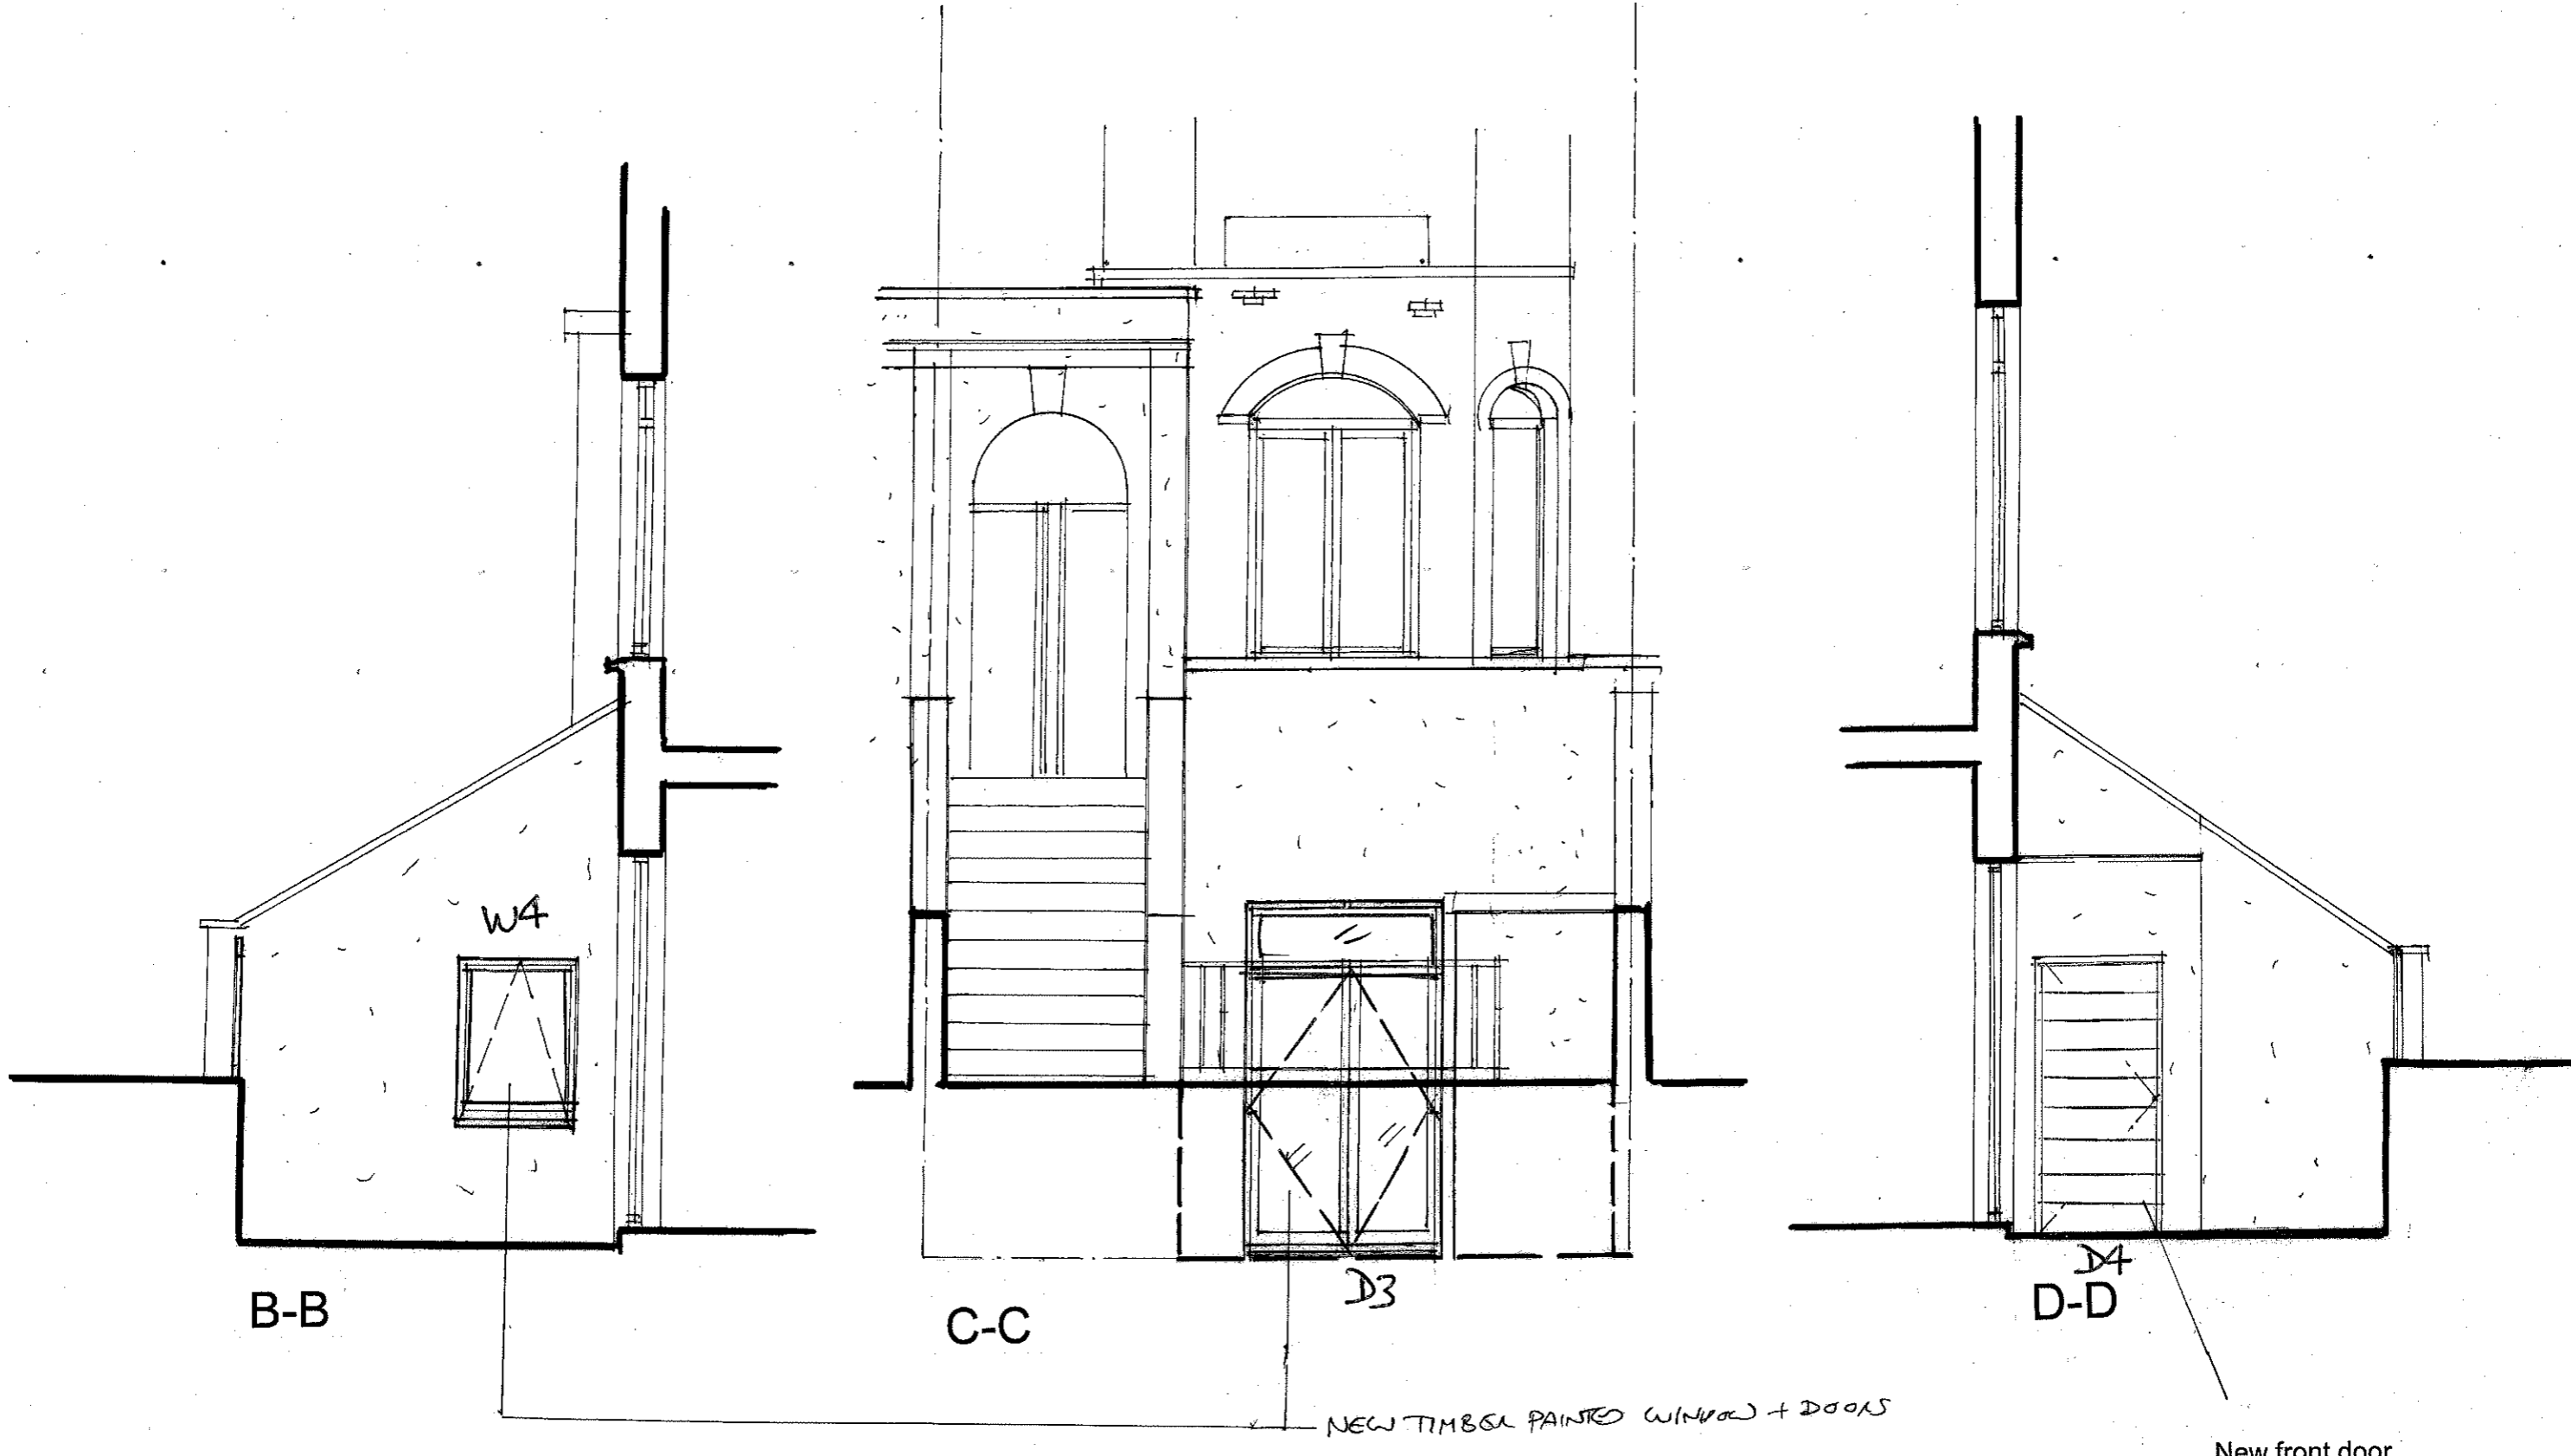 W4
D3
D4
B-B
C-C
D-D
NEW TIMBER PAINTED WINDOW + DOORS
New front door